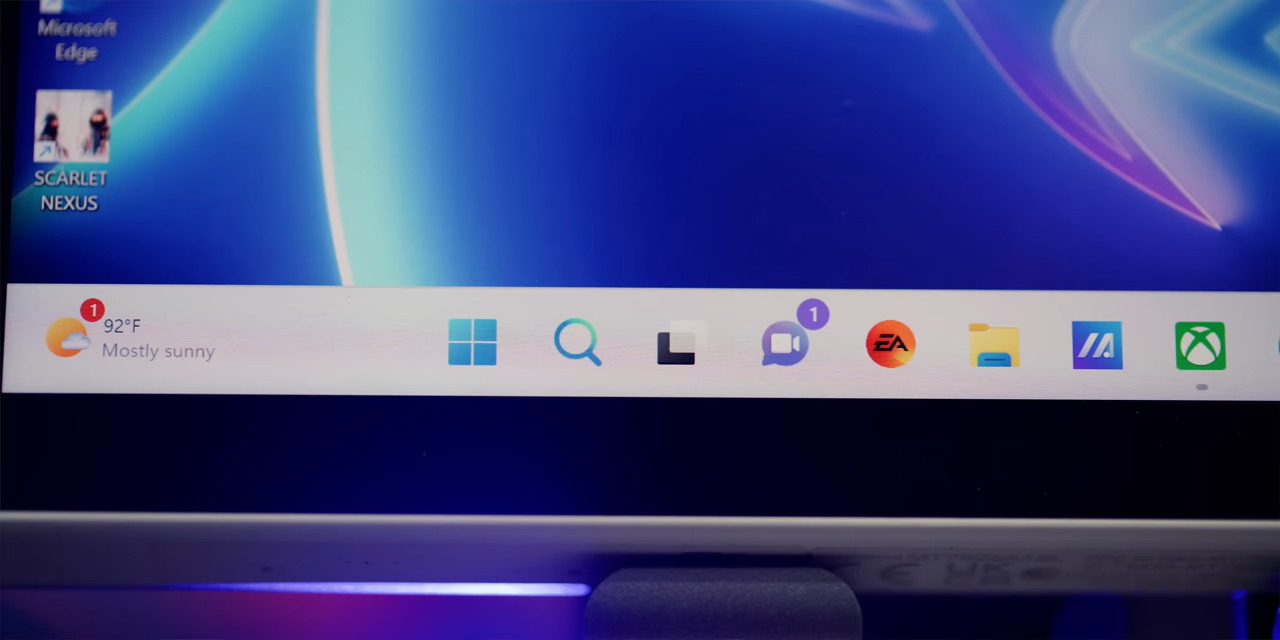 Microsoft
Edge
SCARLET
NEXUS
1
92°F
Mostly sunny
1
EA